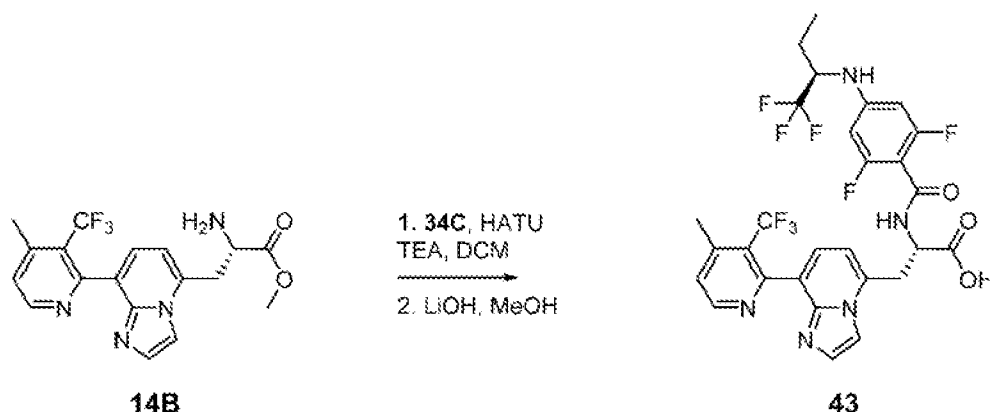 NH
F
F
F
F
F
O
HN
O
OH
CF3
N
N
N
H2N
O
O
CF3
N
N
N
1. 34C, HATU
TEA, DCM
2. LiOH, MeOH
14B
43